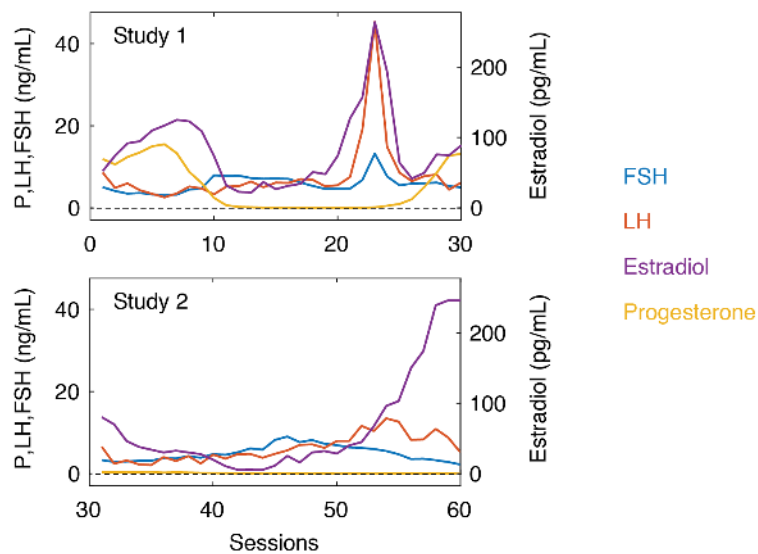 Study 1
P,LH,FSH (ng/mL)
40
20
0
Estradiol (pg/mL)
200
100
0
0
10
20
30
Study 2
P,LH,FSH (ng/mL)
40
20
0
Estradiol (pg/mL)
200
100
0
30
40
50
60
Sessions
FSH
LH
Estradiol
Progesterone